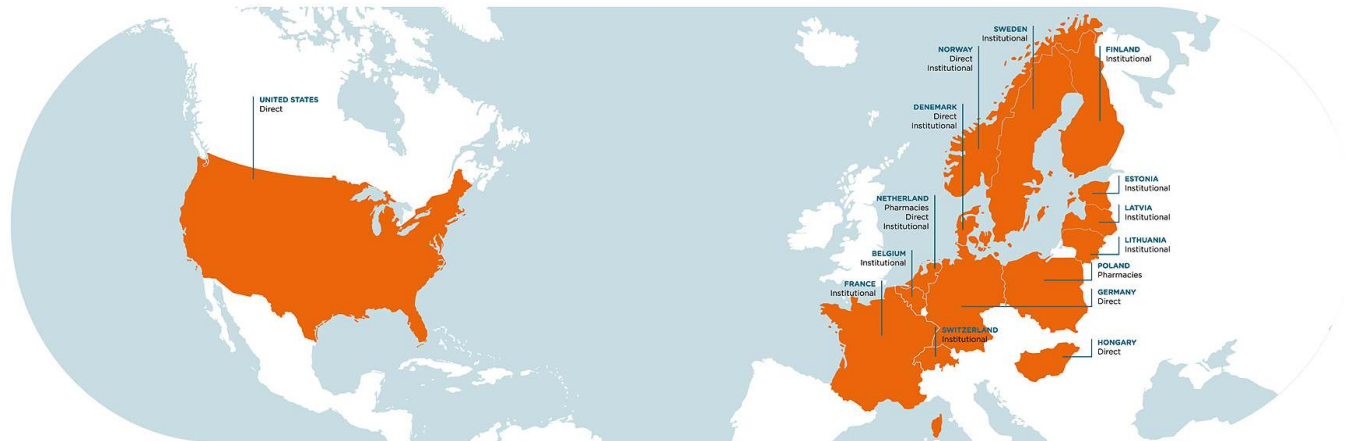 UNITED STATES
Direct
SWEDEN
Institutional
NORWAY
Direct
Institutional
FINLAND
Institutional
DENEMARK
Direct
Institutional
ESTONIA
Institutional
NETHERLAND
Pharmacies
Direct
Institutional
LATVIA
Institutional
LITHUANIA
Institutional
BELGIUM
Institutional
POLAND
Pharmacies
FRANCE
Institutional
GERMANY
Direct
SWITZERLAND
Institutional
HONGARY
Direct